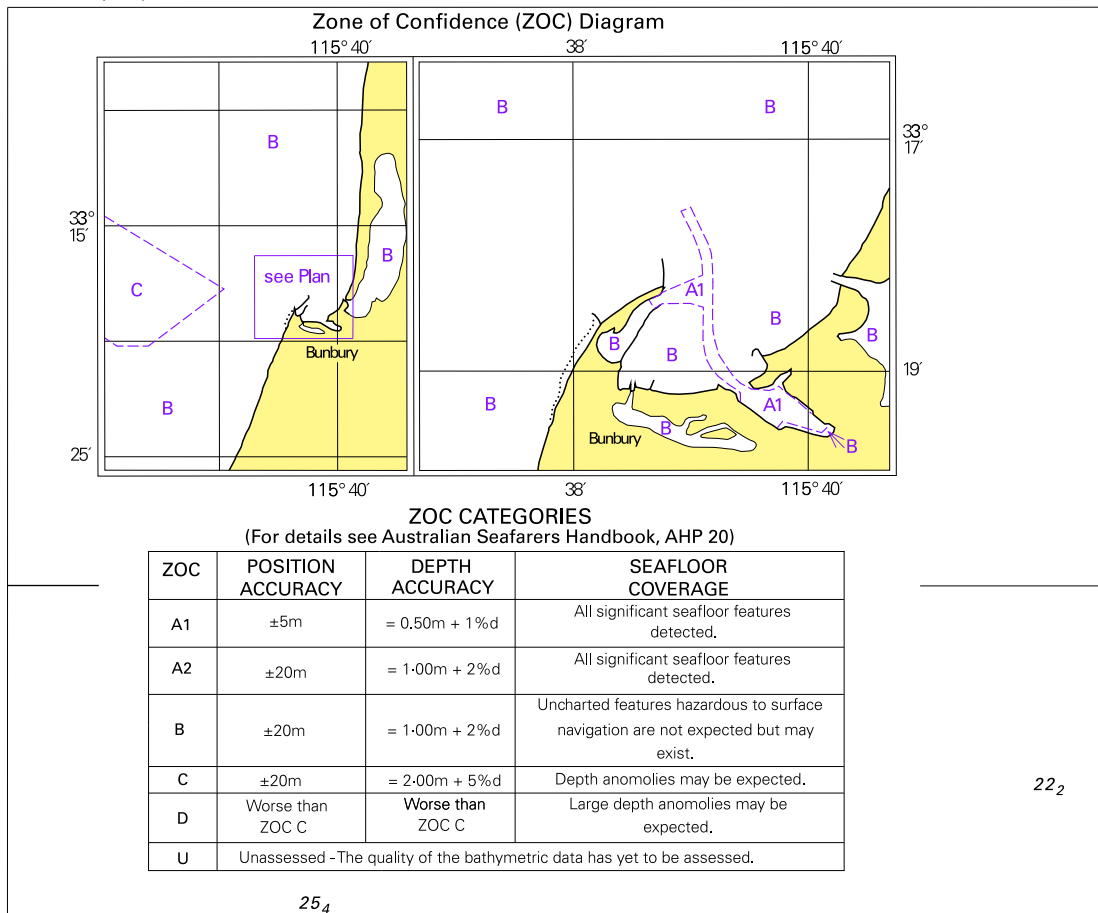 Zone of Confidence (ZOC) Diagram
115° 40′
38′
115° 40′
B
B
B
33°
17′
33°
15′
B
see Plan
C
A1
B
B
B
Bunbury
19′
B
B
B
A1
B
Bunbury
B
25′
115° 40′
38′
115° 40′
ZOC CATEGORIES
(For details see Australian Seafarers Handbook, AHP 20)
ZOC POSITION ACCURACY DEPTH ACCURACY SEAFLOOR COVERAGE
A1 ±5m = 0.50m + 1%d All significant seafloor features detected.
A2 ±20m = 1·00m + 2%d All significant seafloor features detected.
B ±20m = 1·00m + 2%d Uncharted features hazardous to surface navigation are not expected but may exist.
C ±20m = 2·00m + 5%d Depth anomolies may be expected.
D Worse than ZOC C Worse than ZOC C Large depth anomolies may be expected.
U Unassessed - The quality of the bathymetric data has yet to be assessed.
22₂
25₄